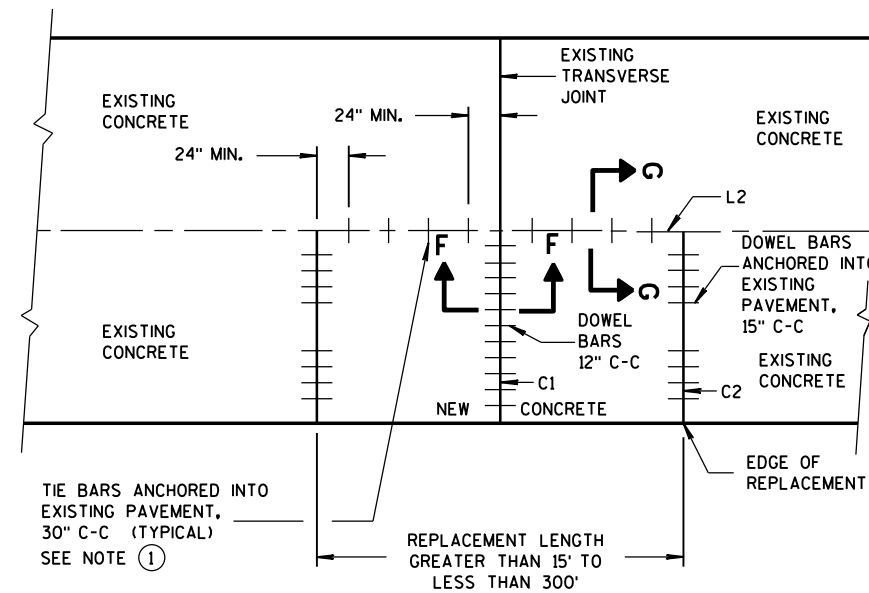 EXISTING
TRANSVERSE
JOINT
EXISTING
CONCRETE
24" MIN.
EXISTING
CONCRETE
24" MIN.
G
L2
F
F
DOWEL BARS
ANCHORED INTO
EXISTING
PAVEMENT,
15" C-C
G
EXISTING
CONCRETE
DOWEL
BARS
12" C-C
EXISTING
CONCRETE
C1
C2
NEW
CONCRETE
EDGE OF
REPLACEMENT
TIE BARS ANCHORED INTO
EXISTING PAVEMENT,
30" C-C (TYPICAL)
SEE NOTE 1
REPLACEMENT LENGTH
GREATER THAN 15' TO
LESS THAN 300'